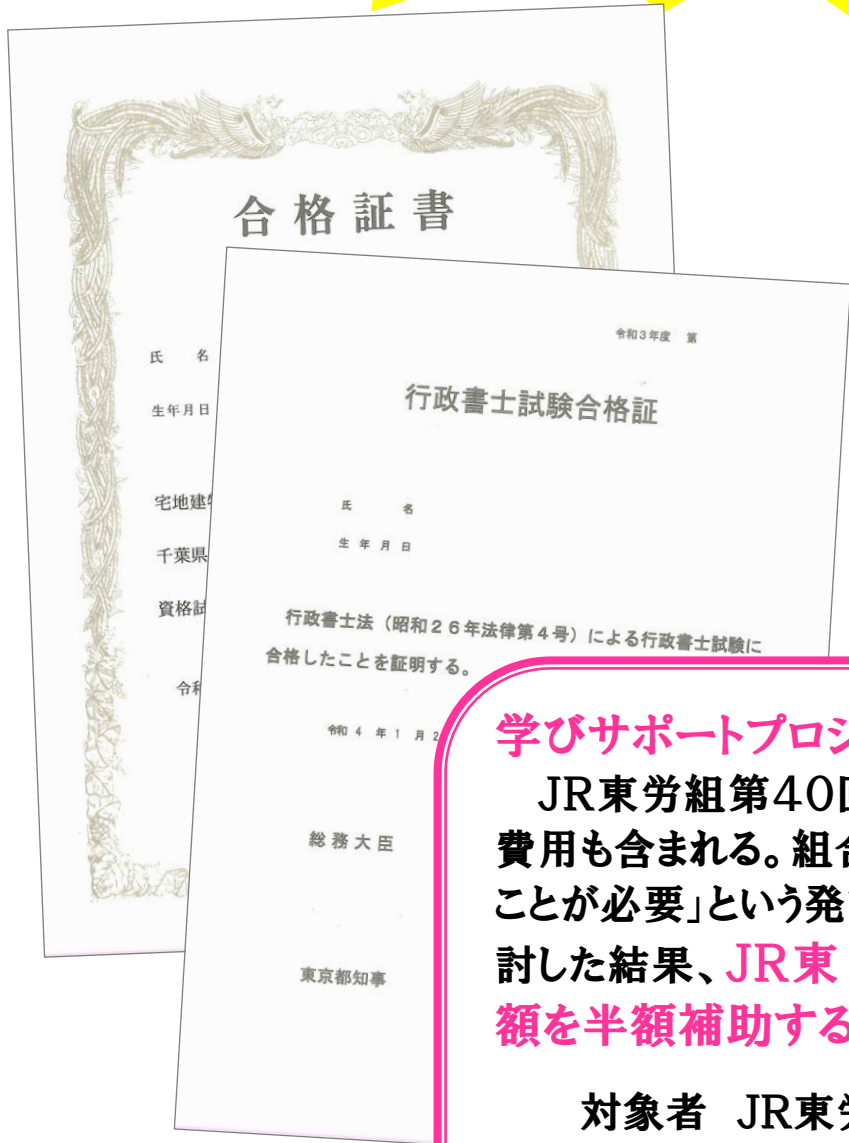 合格証書
氏 名
生年月日
宅地建
千葉県
資格試
令和
令和3年度 第
行政書士試験合格証
氏 名
生年月日
行政書士法（昭和26年法律第4号）による行政書士試験に
合格したことを証明する。
令和 4 年 1 月 2
総務大臣
東京都知事
学びサポートプロジ
JR東労組第40回
費用も含まれる。組合
ことが必要」という発
討した結果、JR東
額を半額補助する
対象者 JR東労